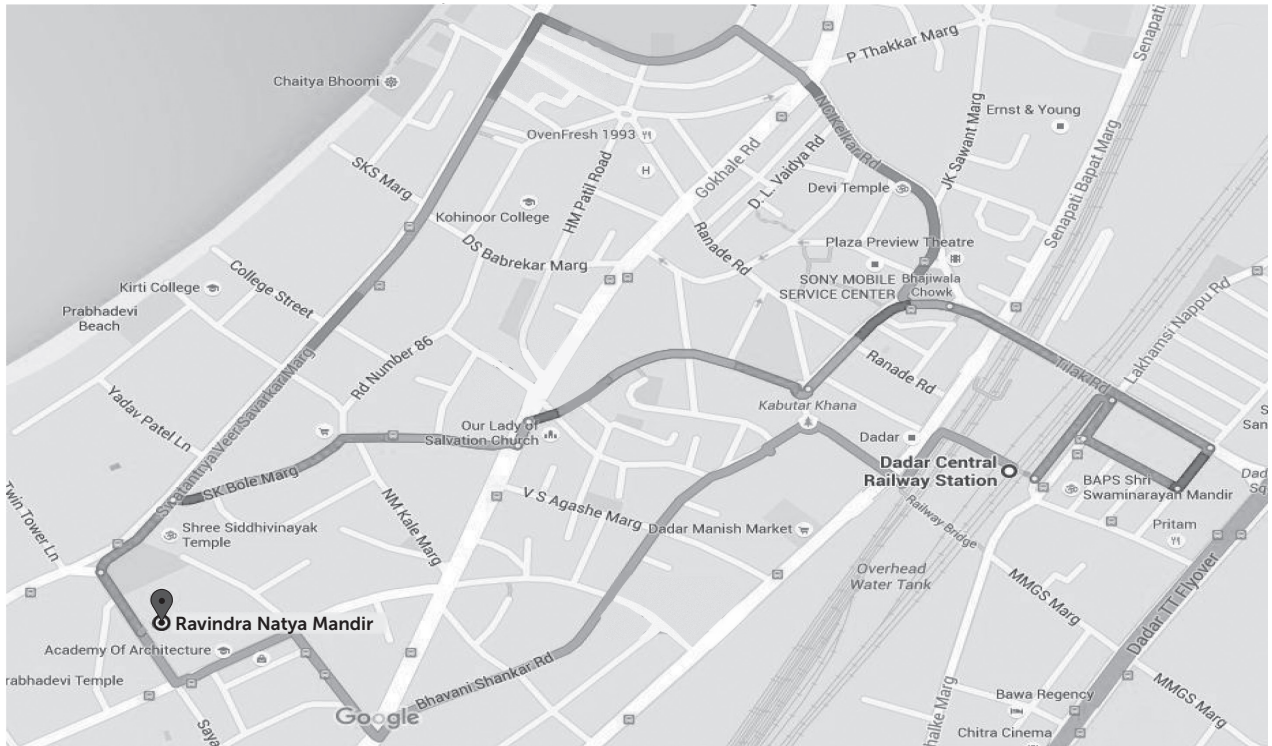 P Thakkar Marg
Senapati
Chaitya Bhoomi
NC Kelkar Rd
Ernst & Young
OvenFresh 1993
H
Gokhale Rd
D. L. Vaidya Rd
JK Sawant Marg
Senapati Bapat Marg
SKS Marg
HM Patil Road
Devi Temple
Kohinoor College
Ranade Rd
Plaza Preview Theatre
DS Babrekar Marg
SONY MOBILE
SERVICE CENTER
Bhajiwala
Chowk
College Street
Kirti College
Prabhadevi
Beach
Lakhamsi Nappu Rd
Tilak Rd
Rd Number 86
Ranade Rd
Swatantrya Veer Savarkar Marg
Kabutar Khana
Yadav Patel Ln
Our Lady of
Salvation Church
Dadar
Dadar Central
Railway Station
SK Bole Marg
BAPS Shri
Swaminarayan Mandir
V S Agashe Marg
NM Kale Marg
Twin Tower Ln
Shree Siddhivinayak
Temple
Dadar Manish Market
Railway Bridge
Pritam
Overhead
Water Tank
MMGS Marg
Ravindra Natya Mandir
Dadar TT Flyover
Academy Of Architecture
rabhadevi Temple
Bhavani Shankar Rd
MMGS Marg
Bawa Regency
Google
Saya
halke Marg
Chitra Cinema